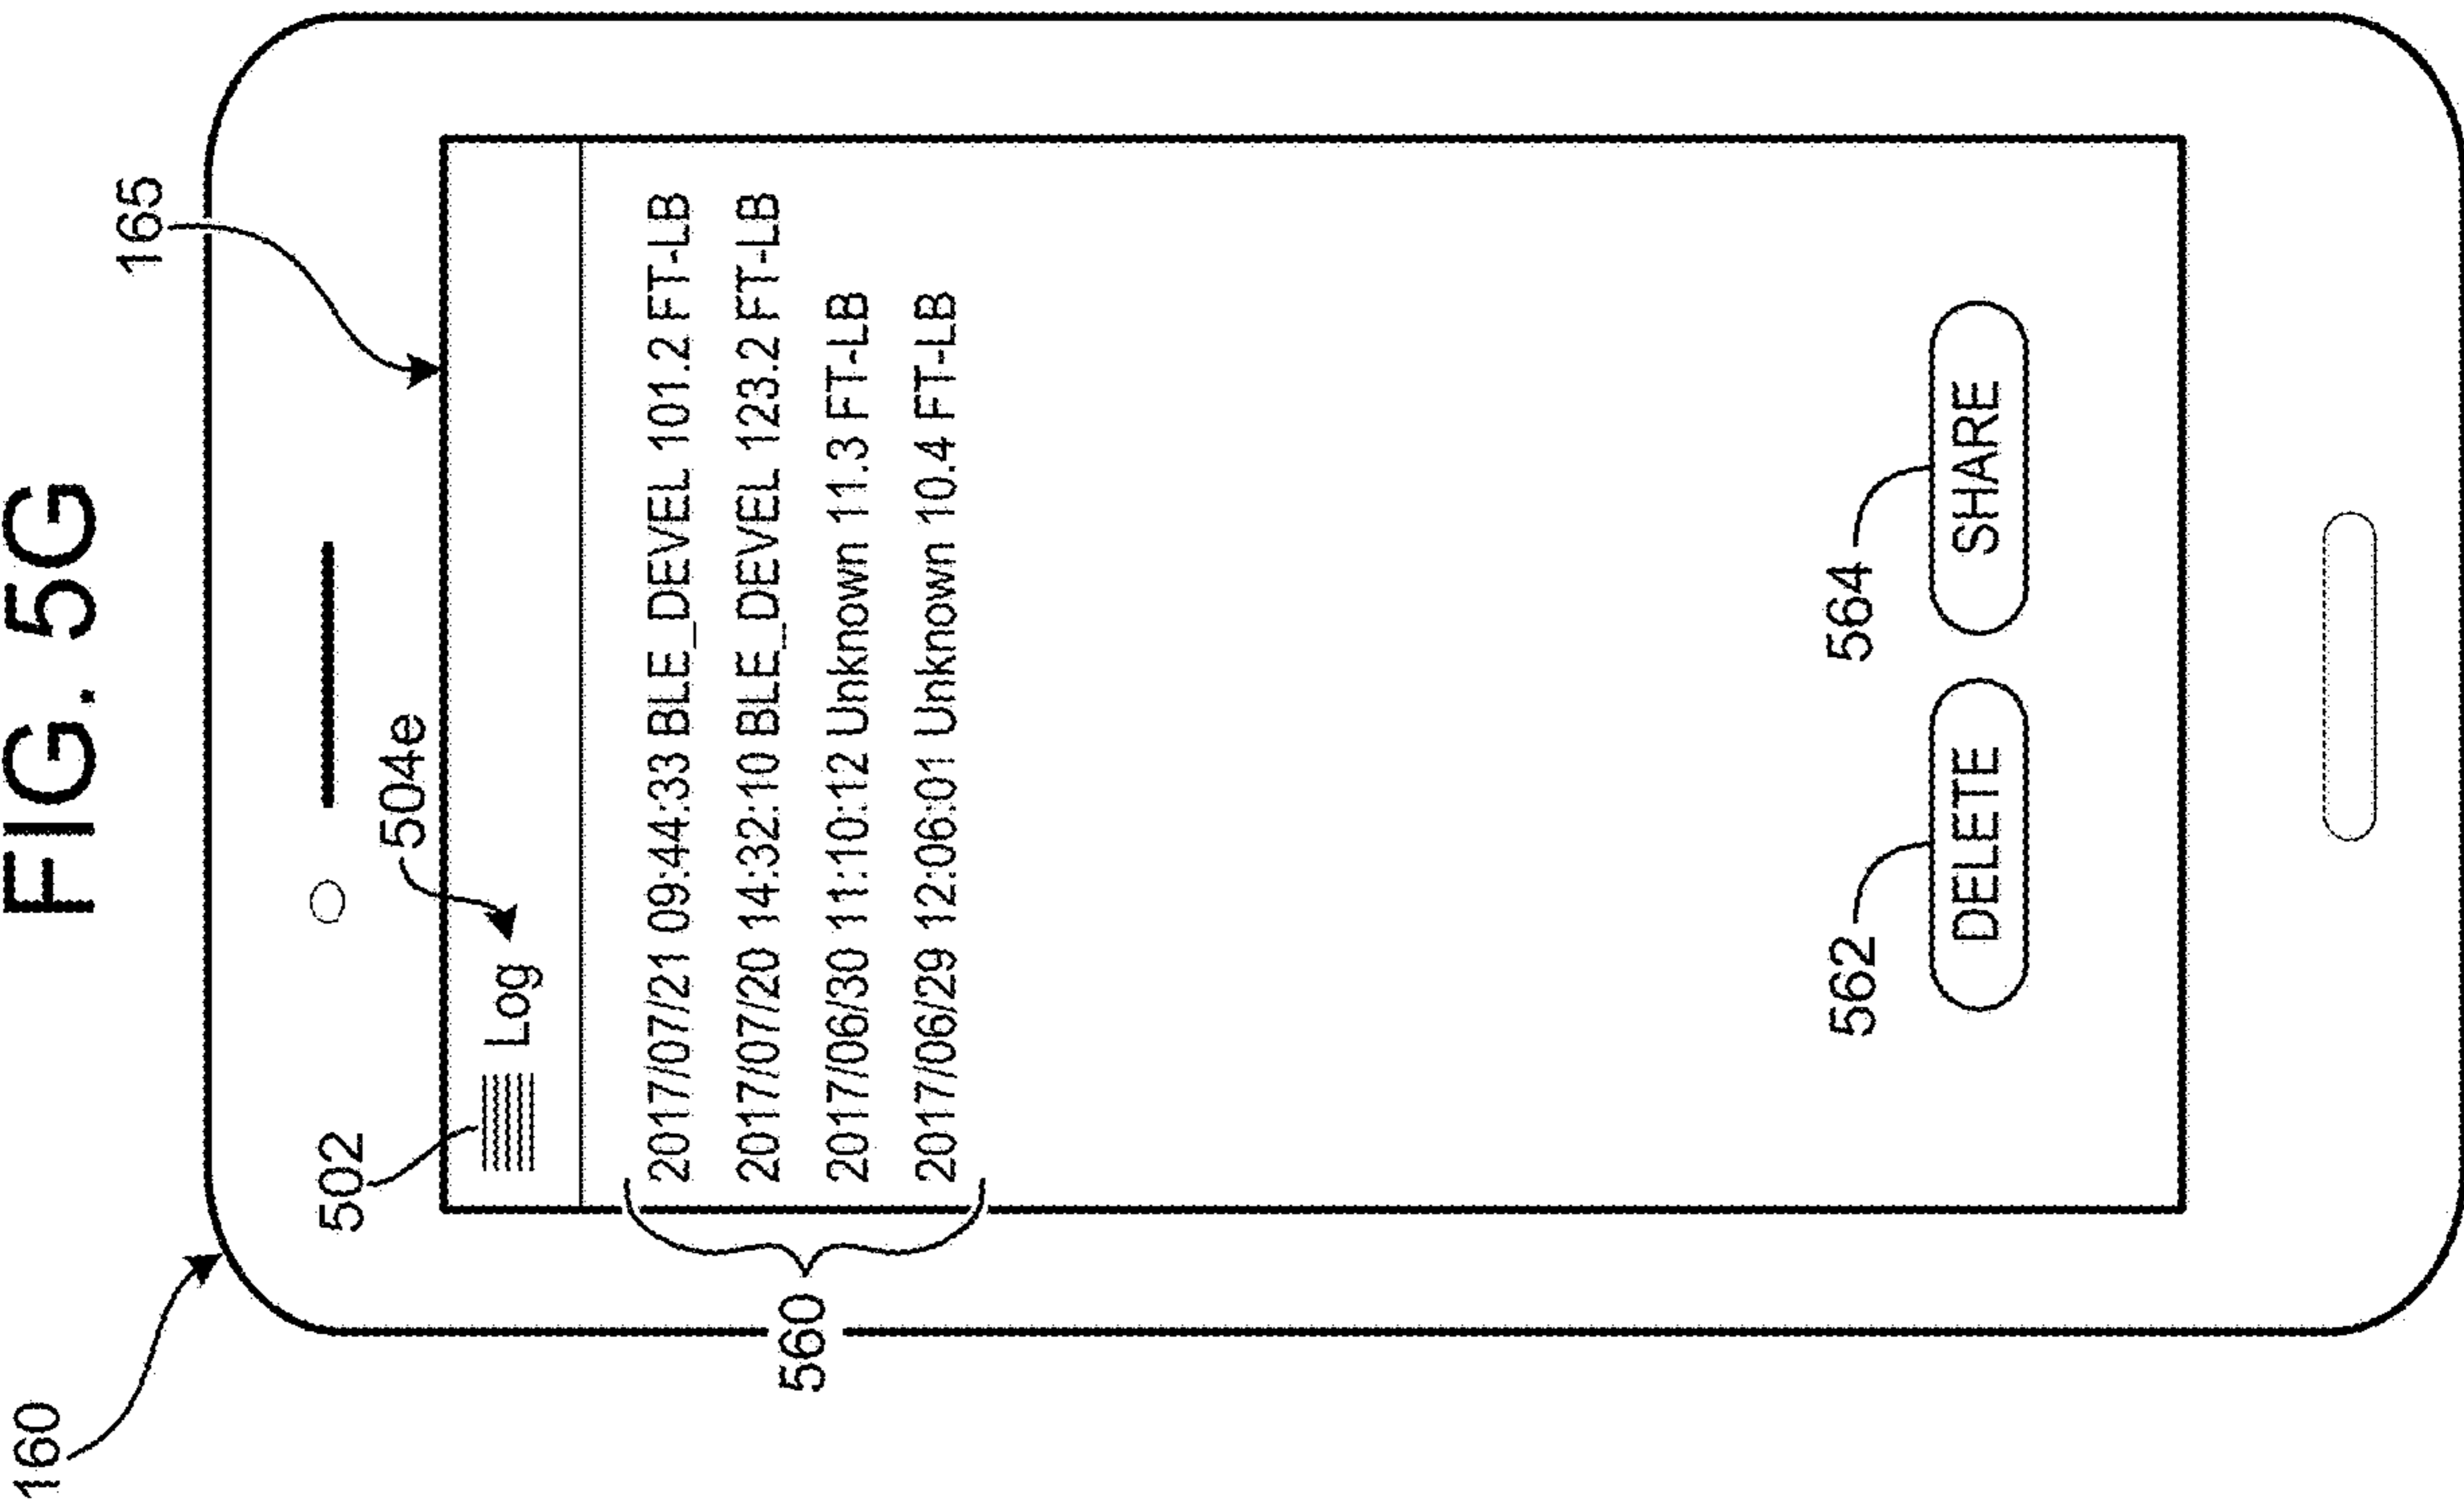 FIG. 5G
160
165
502
504e
Log
2017/07/21 09:44:33 BLE_DEVEL 101.2 FT-LB
2017/07/20 14:32:10 BLE_DEVEL 123.2 FT-LB
2017/06/30 11:10:12 Unknown 11.3 FT-LB
2017/06/29 12:06:01 Unknown 10.4 FT-LB
560
562
564
DELETE
SHARE